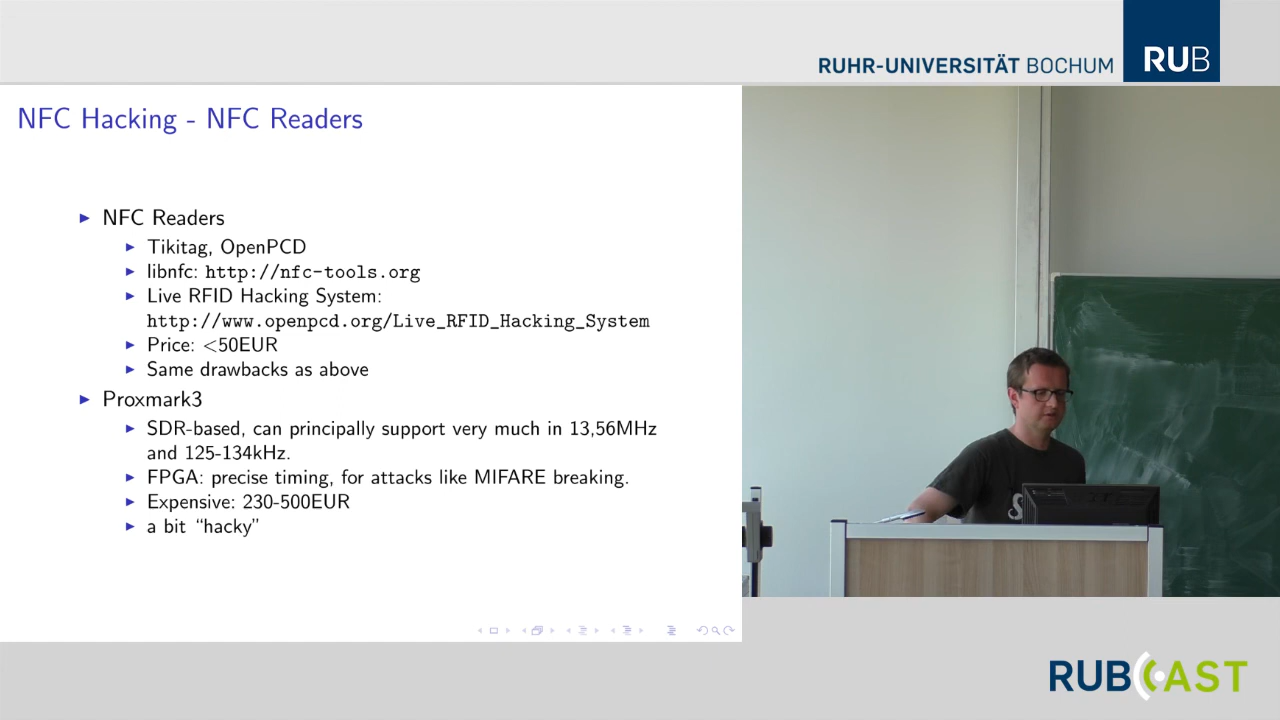 RUHR-UNIVERSITÄT BOCHUM
RUB
NFC Hacking - NFC Readers
NFC Readers
Tikitag, OpenPCD
libnfc: http://nfc-tools.org
Live RFID Hacking System:
http://www.openpcd.org/Live_RFID_Hacking_System
Price: <50EUR
Same drawbacks as above
Proxmark3
SDR-based, can principally support very much in 13,56MHz
and 125-134kHz.
FPGA: precise timing, for attacks like MIFARE breaking.
Expensive: 230-500EUR
a bit “hacky”
RUBCAST